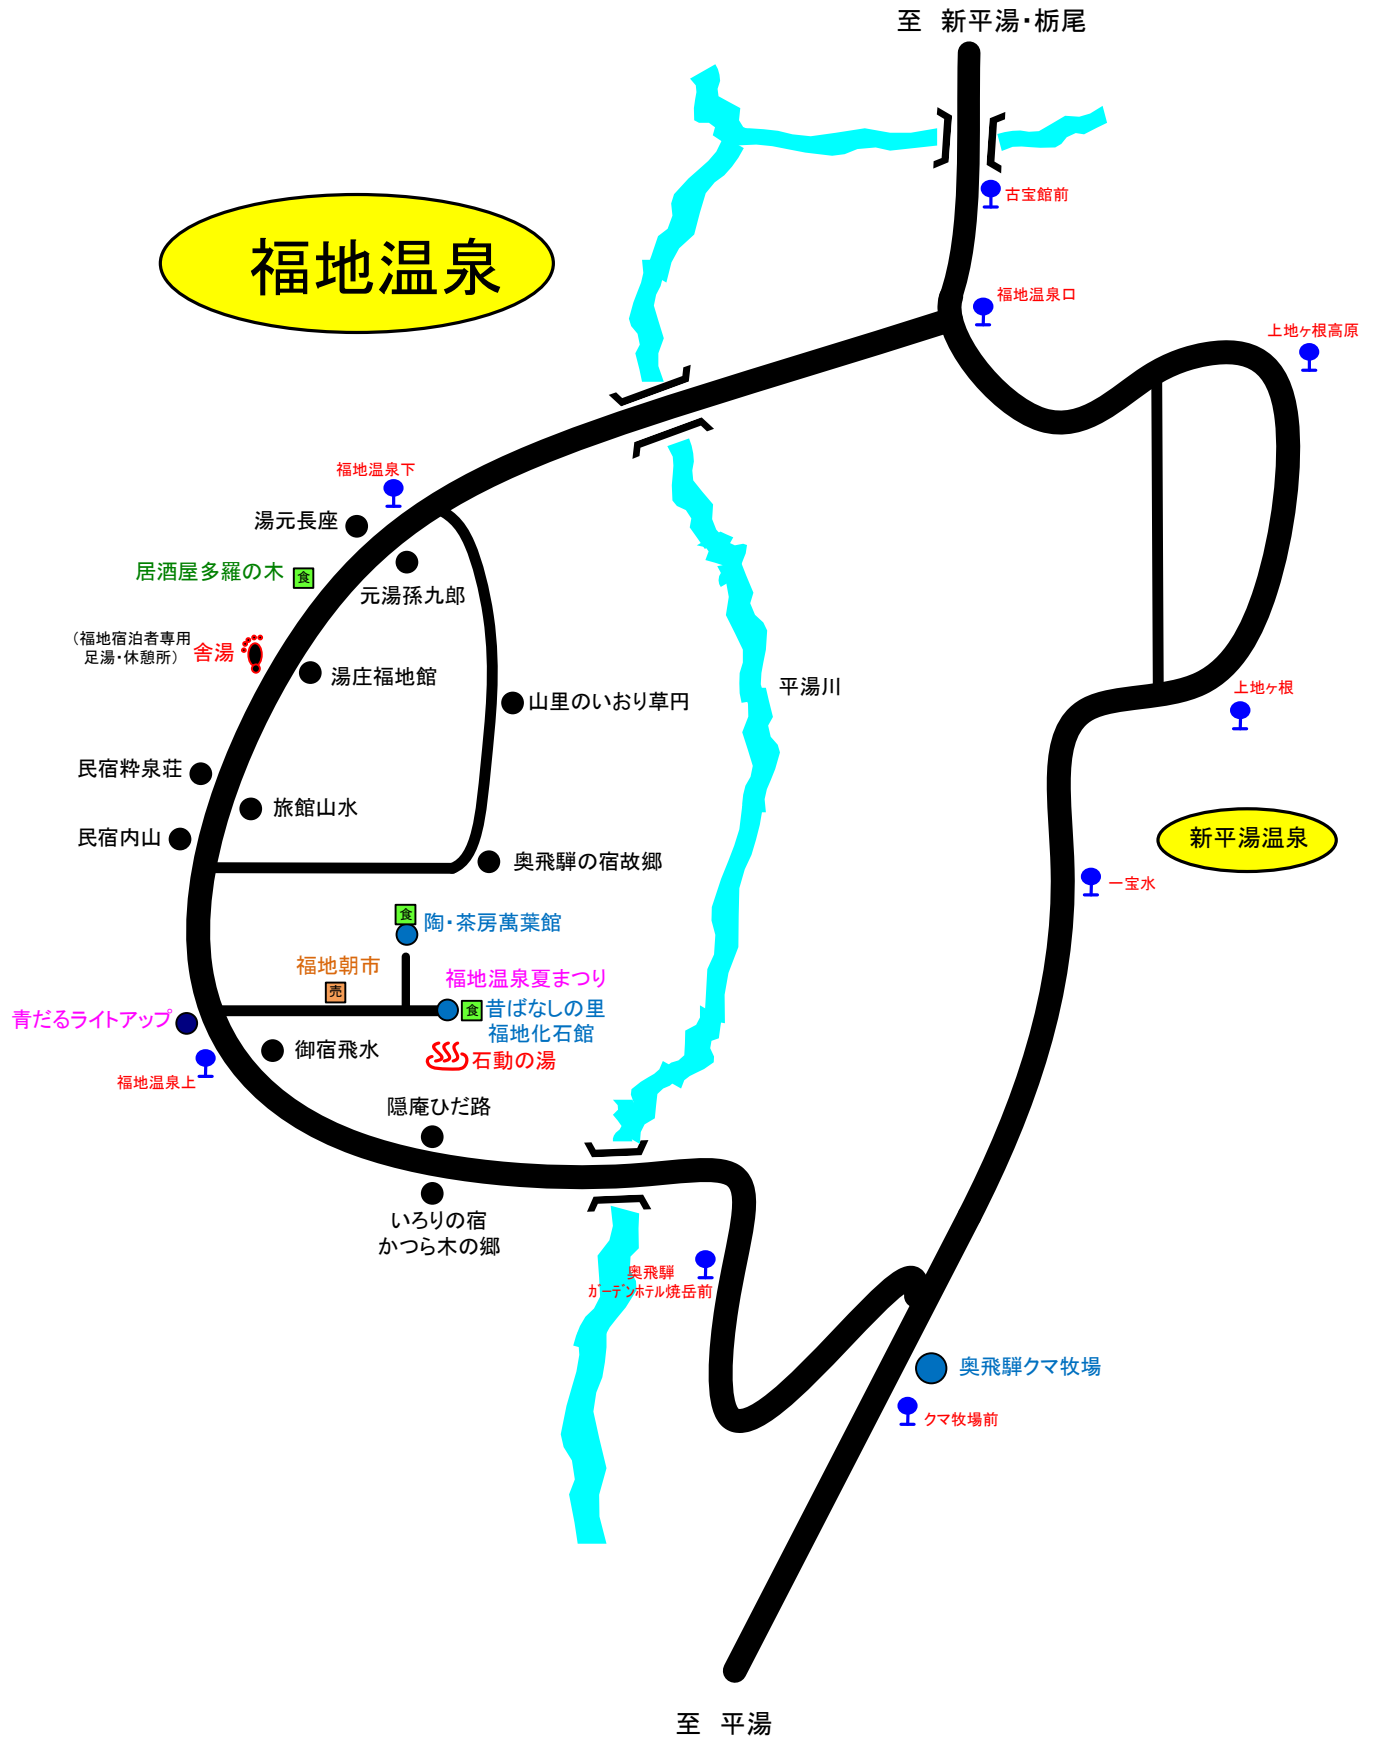 至　新平湯・栃尾
古宝館前
福地温泉
福地温泉口
上地ヶ根高原
福地温泉下
湯元長座
居酒屋多羅の木
食
元湯孫九郎
（福地宿泊者専用
足湯・休憩所）
舎湯
湯庄福地館
山里のいおり草円
平湯川
上地ヶ根
民宿粋泉荘
旅館山水
民宿内山
新平湯温泉
奥飛騨の宿故郷
一宝水
食
陶・茶房萬葉館
福地朝市
売
福地温泉夏まつり
食
昔ばなしの里
福地化石館
青だるライトアップ
御宿飛水
石動の湯
福地温泉上
隠庵ひだ路
いろりの宿
かつら木の郷
奥飛騨
ｶﾞｰﾃﾞﾝﾎﾃﾙ焼岳前
奥飛騨クマ牧場
クマ牧場前
至　平湯